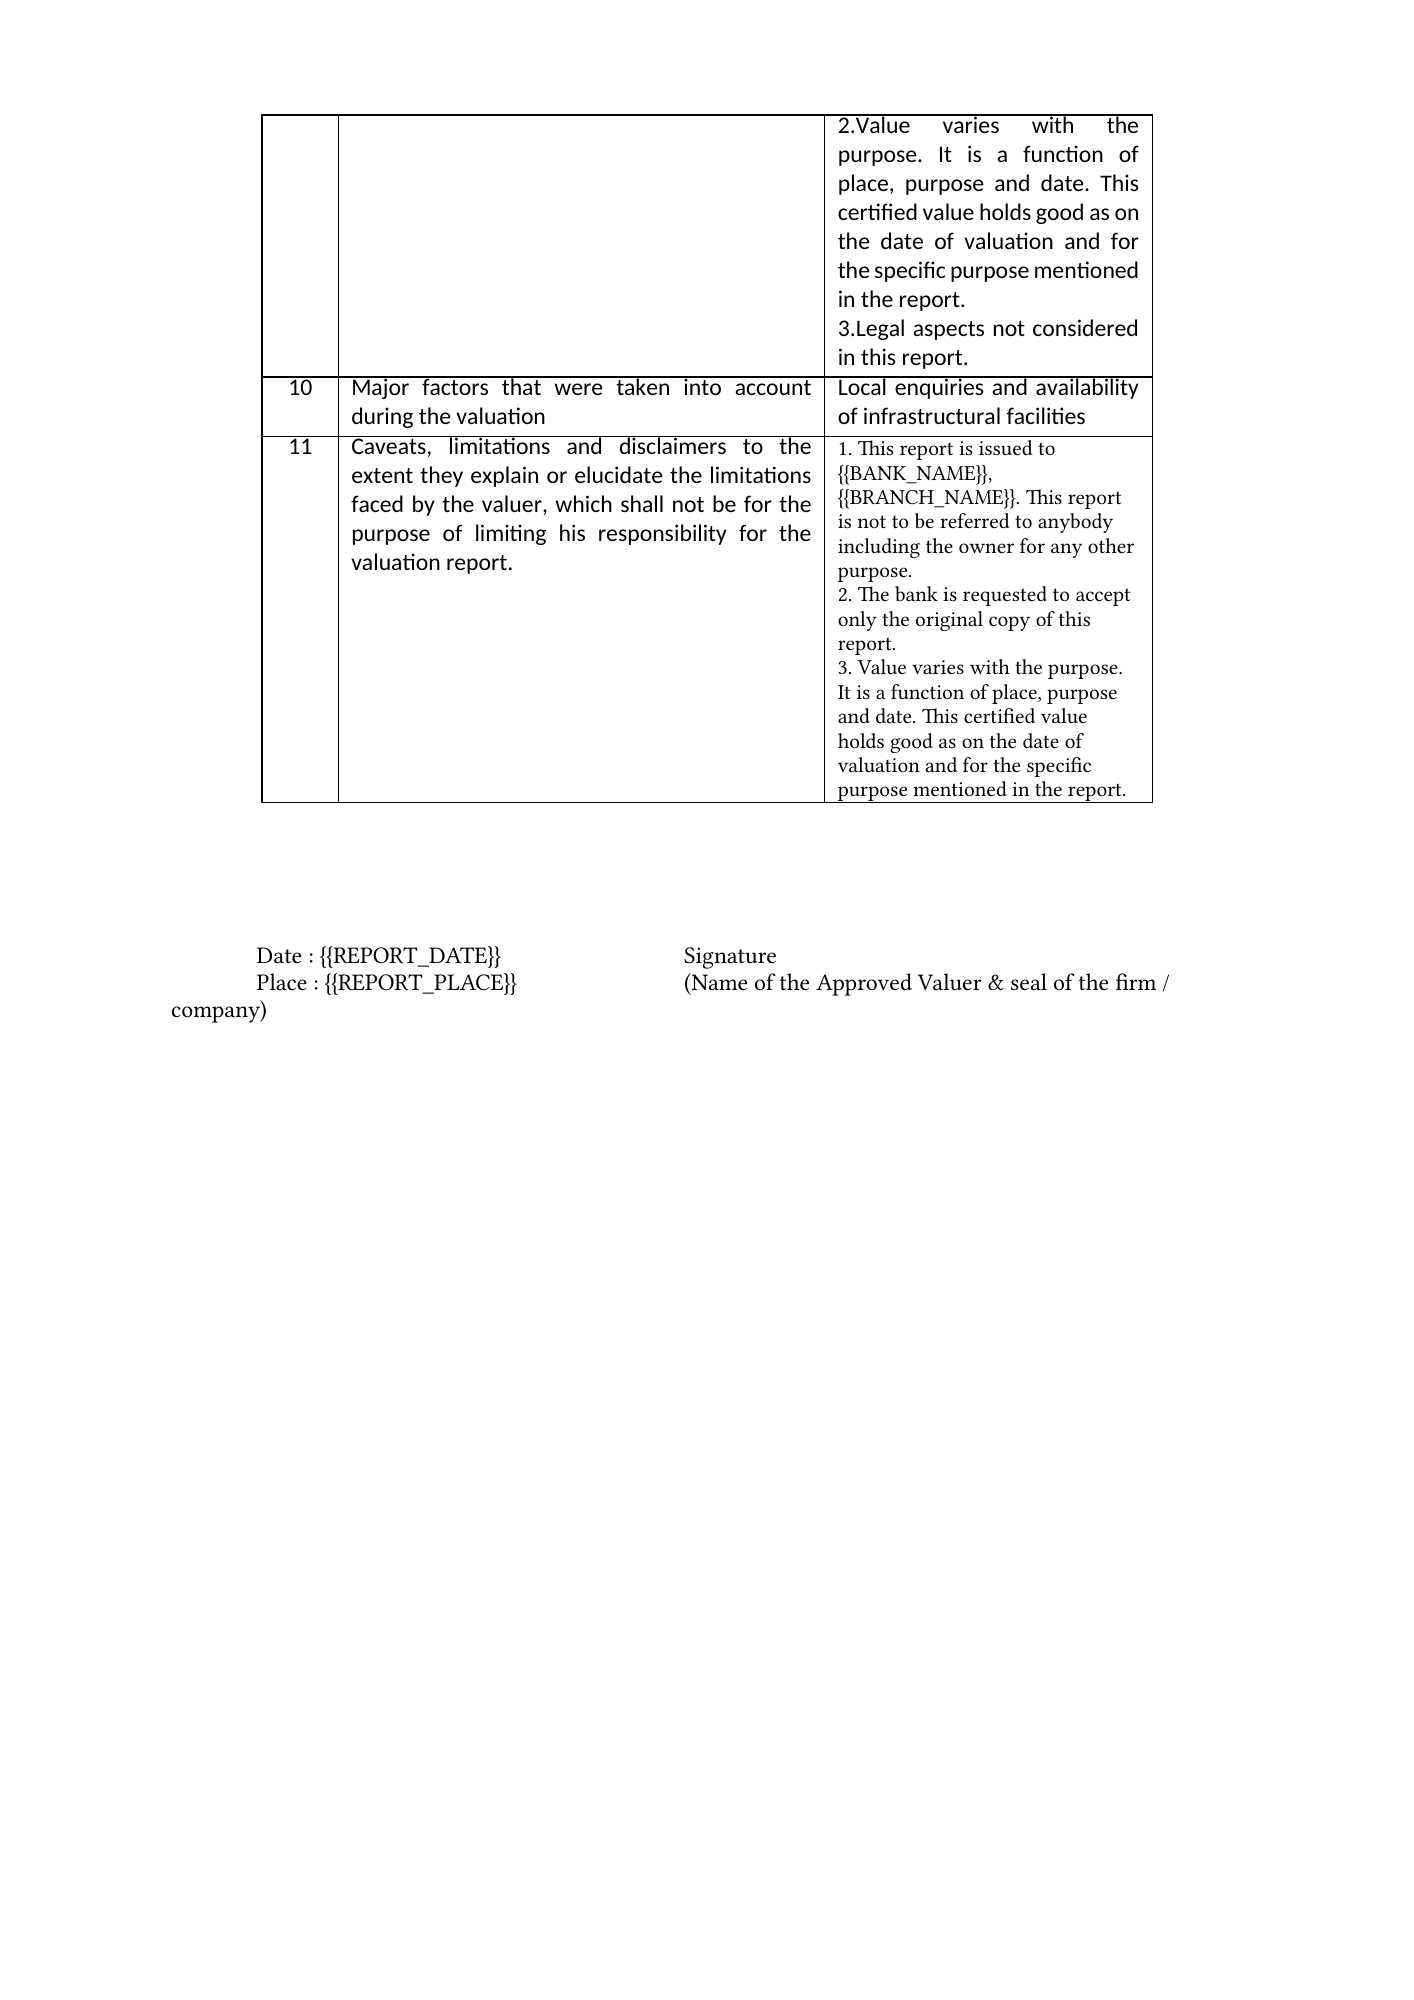 2.Value varies with the
purpose. It is a function of
place, purpose and date. This
certified value holds good as on
the date of valuation and for
the specific purpose mentioned
in the report.
3.Legal aspects not considered
in this report.
10 Major factors that were taken into account Local enquiries and availability
during the valuation of infrastructural facilities
11 Caveats, limitations and disclaimers to the
extent they explain or elucidate the limitations
faced by the valuer, which shall not be for the
purpose of limiting his responsibility for the
valuation report.
1. This report is issued to
{{BANK_NAME}},
{{BRANCH_NAME}}. This report
is not to be referred to anybody
including the owner for any other
purpose.
2. The bank is requested to accept
only the original copy of this
report.
3. Value varies with the purpose.
It is a function of place, purpose
and date. This certified value
holds good as on the date of
valuation and for the specific
purpose mentioned in the report.
Date : {{REPORT_DATE}} Signature
Place : {{REPORT_PLACE}} (Name of the Approved Valuer & seal of the firm /
company)